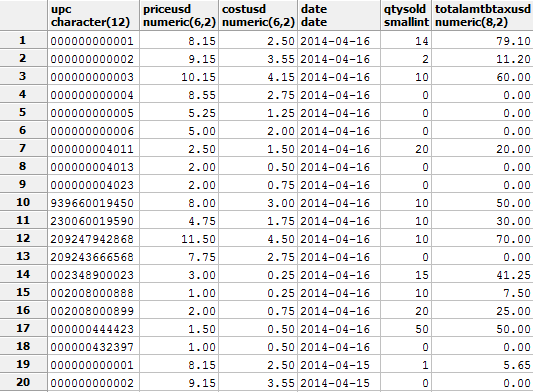 upc priceusd costusd date qtysold totalamtbtaxusd
character(12) numeric(6,2) numeric(6,2) date smallint numeric(8,2)
1 000000000001 8.15 2.50 2014-04-16 14 79.10
2 000000000002 9.15 3.55 2014-04-16 2 11.20
3 000000000003 10.15 4.15 2014-04-16 10 60.00
4 000000000004 8.55 2.75 2014-04-16 0 0.00
5 000000000005 5.25 1.25 2014-04-16 0 0.00
6 000000000006 5.00 2.00 2014-04-16 0 0.00
7 000000004011 2.50 1.50 2014-04-16 20 20.00
8 000000004013 2.00 0.50 2014-04-16 0 0.00
9 000000004023 2.00 0.75 2014-04-16 0 0.00
10 939660019450 8.00 3.00 2014-04-16 10 50.00
11 230060019590 4.75 1.75 2014-04-16 10 30.00
12 209247942868 11.50 4.50 2014-04-16 10 70.00
13 209243666568 7.75 2.75 2014-04-16 0 0.00
14 002348900023 3.00 0.25 2014-04-16 15 41.25
15 002008000888 1.00 0.25 2014-04-16 10 7.50
16 002008000899 2.00 0.75 2014-04-16 20 25.00
17 000000444423 1.50 0.50 2014-04-16 50 50.00
18 000000432397 1.00 0.50 2014-04-16 0 0.00
19 000000000001 8.15 2.50 2014-04-15 1 5.65
20 000000000002 9.15 3.55 2014-04-15 0 0.00